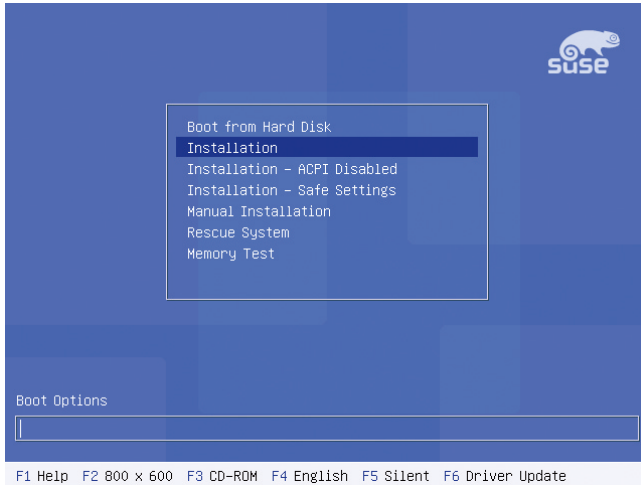 suse
Boot from Hard Disk
Installation
Installation - ACPI Disabled
Installation - Safe Settings
Manual Installation
Rescue System
Memory Test
Boot Options
F1 Help F2 800 x 600 F3 CD-ROM F4 English F5 Silent F6 Driver Update